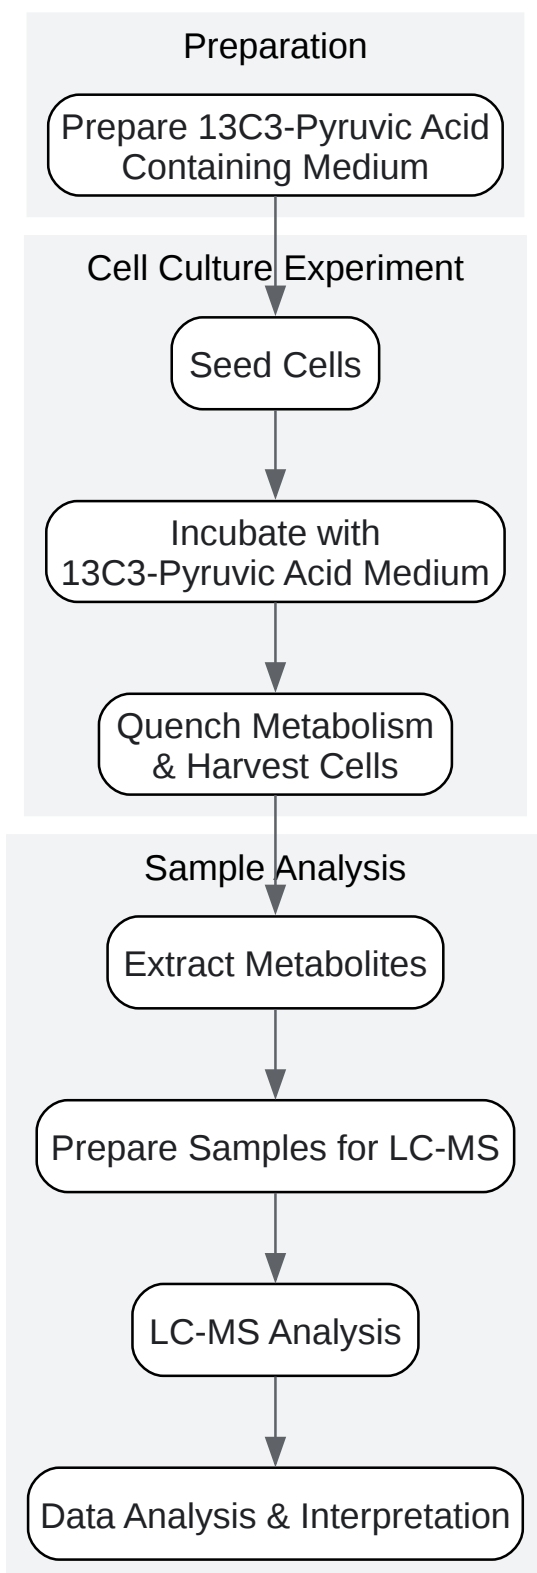 Preparation
Prepare 13C3-Pyruvic Acid
Containing Medium
Cell Culture Experiment
Seed Cells
Incubate with
13C3-Pyruvic Acid Medium
Quench Metabolism
& Harvest Cells
Sample Analysis
Extract Metabolites
Prepare Samples for LC-MS
LC-MS Analysis
Data Analysis & Interpretation